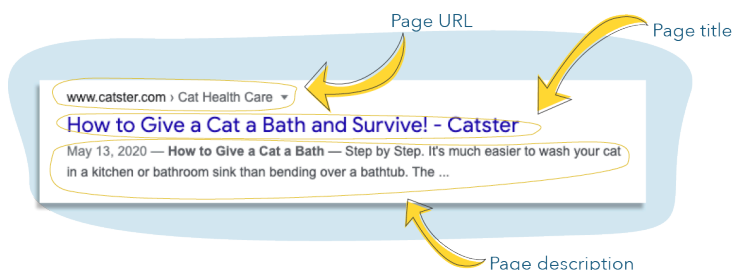 Page URL
Page title
www.catster.com › Cat Health Care
How to Give a Cat a Bath and Survive! - Catster
May 13, 2020 — How to Give a Cat a Bath — Step by Step. It's much easier to wash your cat
in a kitchen or bathroom sink than bending over a bathtub. The ...
Page description